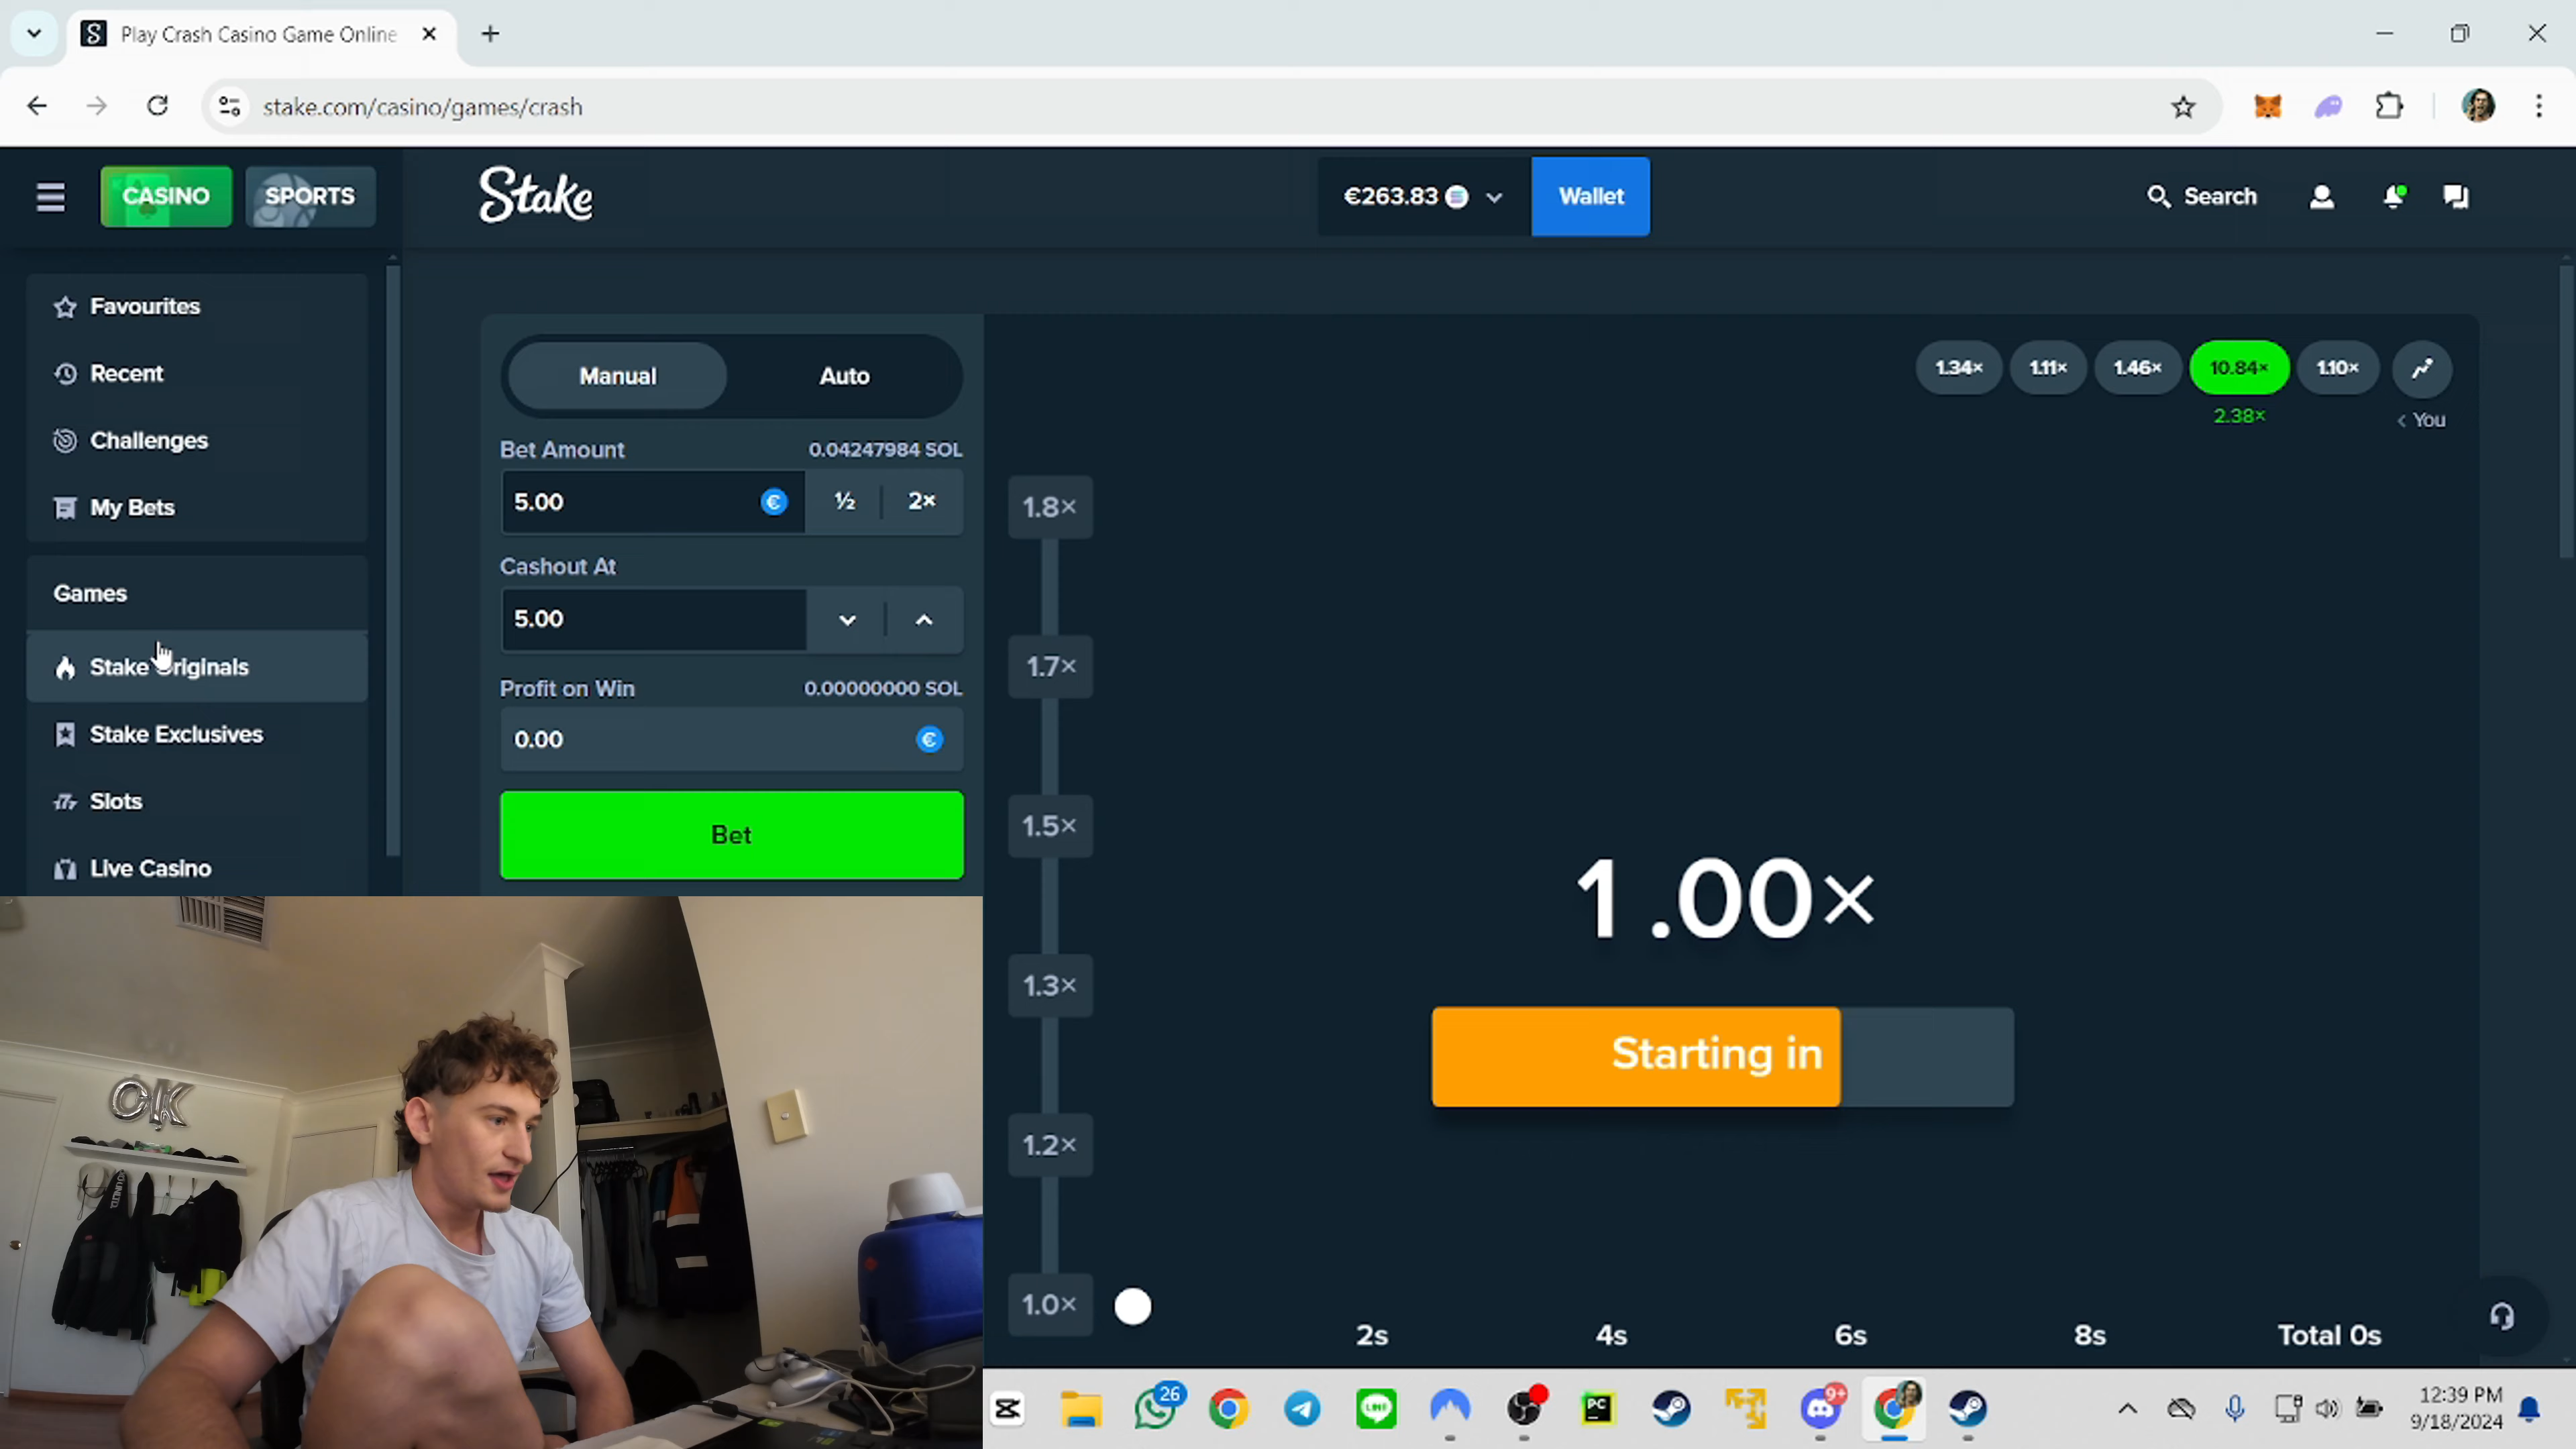 Play Crash Casino Game Online
stake.com/casino/games/crash
CASINO SPORTS
Stake
€263.83
Wallet
Search
Favourites
Recent
Challenges
My Bets
Games
Stake Originals
Stake Exclusives
Slots
Live Casino
Manual Auto
Bet Amount 0.04247984 SOL
5.00 € ½ 2×
Cashout At
5.00
Profit on Win 0.00000000 SOL
0.00 €
Bet
1.34× 1.11× 1.46× 10.84× 1.10×
2.38× You
1.8×
1.7×
1.5×
1.3×
1.2×
1.0×
1.00×
Starting in
2s 4s 6s 8s Total 0s
OK
26
LINE
PC
9+
12:39 PM
9/18/2024